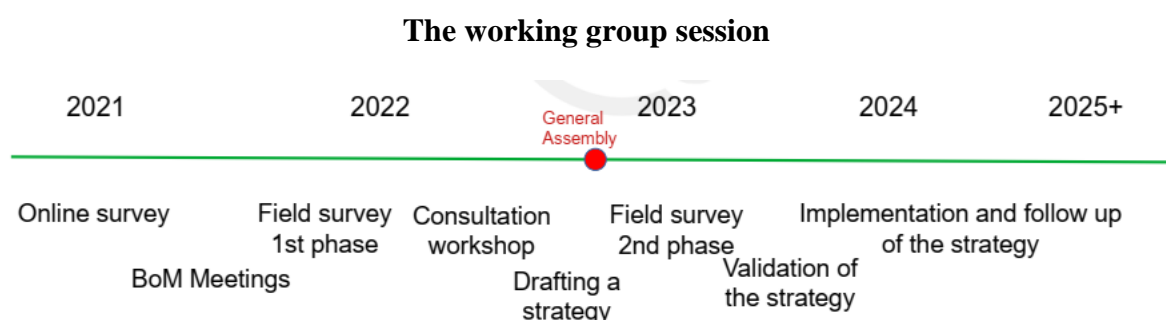 The working group session
2021 2022 2023 2024 2025+
General
Assembly
Online survey
Field survey
1st phase
Consultation
workshop
Field survey
2nd phase
Implementation and follow up
of the strategy
BoM Meetings
Drafting a
strategy
Validation of
the strategy